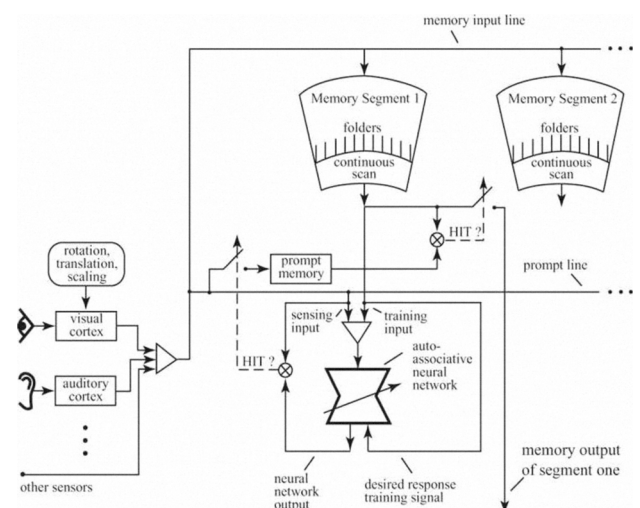 memory input line
Memory Segment 1
folders
continuous
scan
Memory Segment 2
folders
continuous
scan
HIT ?
rotation,
translation,
scaling
prompt
memory
prompt line
sensing
input
training
input
visual
cortex
auto-
associative
neural
network
HIT ?
auditory
cortex
memory output
of segment one
other sensors
neural
network
output
desired response
training signal